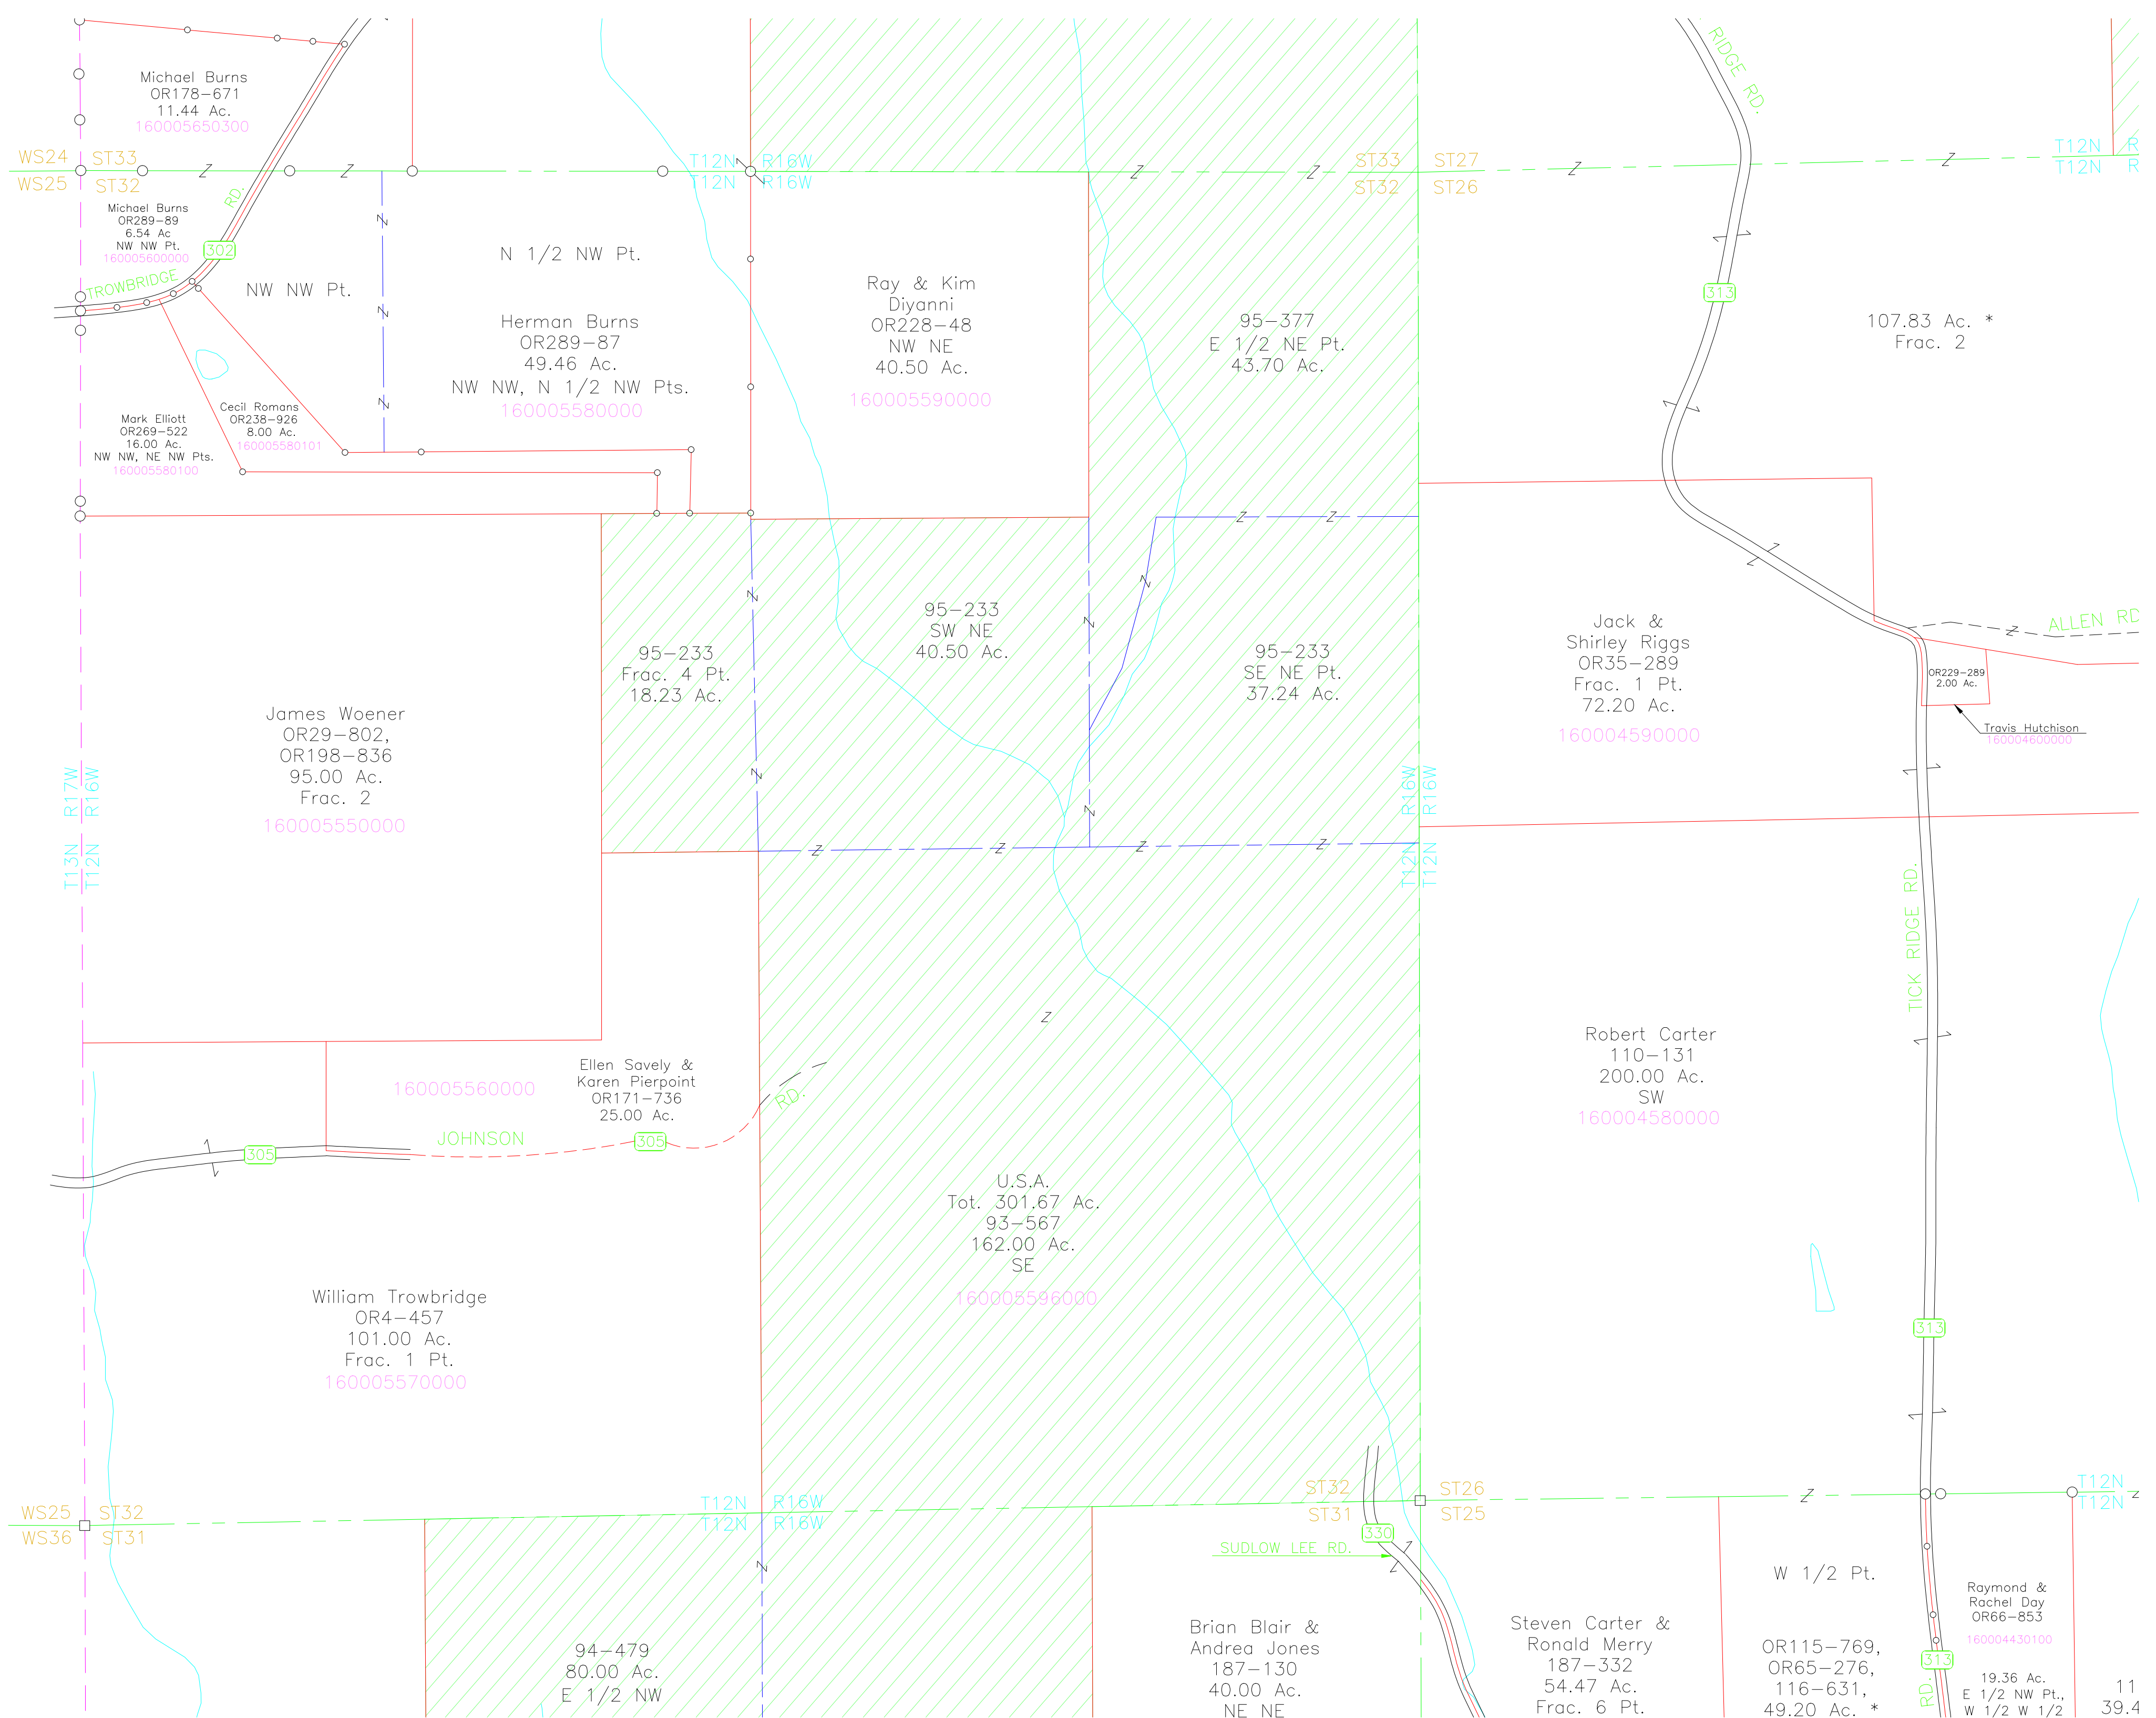 RIDGE RD.
Michael Burns
OR178-671
11.44 Ac.
160005650300
WS24
ST33
WS25
ST32
T12N
R16W
T12N
R16W
ST33
ST27
ST32
ST26
T12N
T12N
Michael Burns
OR289-89
6.54 Ac
NW NW Pt.
160005600000
RD.
302
TROWBRIDGE
NW NW Pt.
N 1/2 NW Pt.
Herman Burns
OR289-87
49.46 Ac.
NW NW, N 1/2 NW Pts.
160005580000
Ray & Kim
Diyanni
OR228-48
NW NE
40.50 Ac.
160005590000
95-377
E 1/2 NE Pt.
43.70 Ac.
313
107.83 Ac. *
Frac. 2
Mark Elliott
OR269-522
16.00 Ac.
NW NW, NE NW Pts.
160005580100
Cecil Romans
OR238-926
8.00 Ac.
160005580101
95-233
Frac. 4 Pt.
18.23 Ac.
95-233
SW NE
40.50 Ac.
95-233
SE NE Pt.
37.24 Ac.
Jack &
Shirley Riggs
OR35-289
Frac. 1 Pt.
72.20 Ac.
160004590000
ALLEN RD
OR229-289
2.00 Ac.
Travis Hutchison
160004600000
James Woener
OR29-802,
OR198-836
95.00 Ac.
Frac. 2
160005550000
T13N R17W
T12N R16W
T12N R16W
T12N R16W
TICK RIDGE RD.
Robert Carter
110-131
200.00 Ac.
SW
160004580000
160005560000
Ellen Savely &
Karen Pierpoint
OR171-736
25.00 Ac.
RD.
JOHNSON
305
305
U.S.A.
Tot. 301.67 Ac.
93-567
162.00 Ac.
SE
160005596000
William Trowbridge
OR4-457
101.00 Ac.
Frac. 1 Pt.
160005570000
313
WS25
ST32
WS36
ST31
T12N
R16W
T12N
R16W
ST32
ST26
ST31
ST25
T12N
T12N
330
SUDLOW LEE RD.
94-479
80.00 Ac.
E 1/2 NW
Brian Blair &
Andrea Jones
187-130
40.00 Ac.
NE NE
Steven Carter &
Ronald Merry
187-332
54.47 Ac.
Frac. 6 Pt.
W 1/2 Pt.
OR115-769,
OR65-276,
116-631,
49.20 Ac. *
Raymond &
Rachel Day
OR66-853
160004430100
19.36 Ac.
E 1/2 NW Pt.,
W 1/2 W 1/2
313
RD.
11
39.4